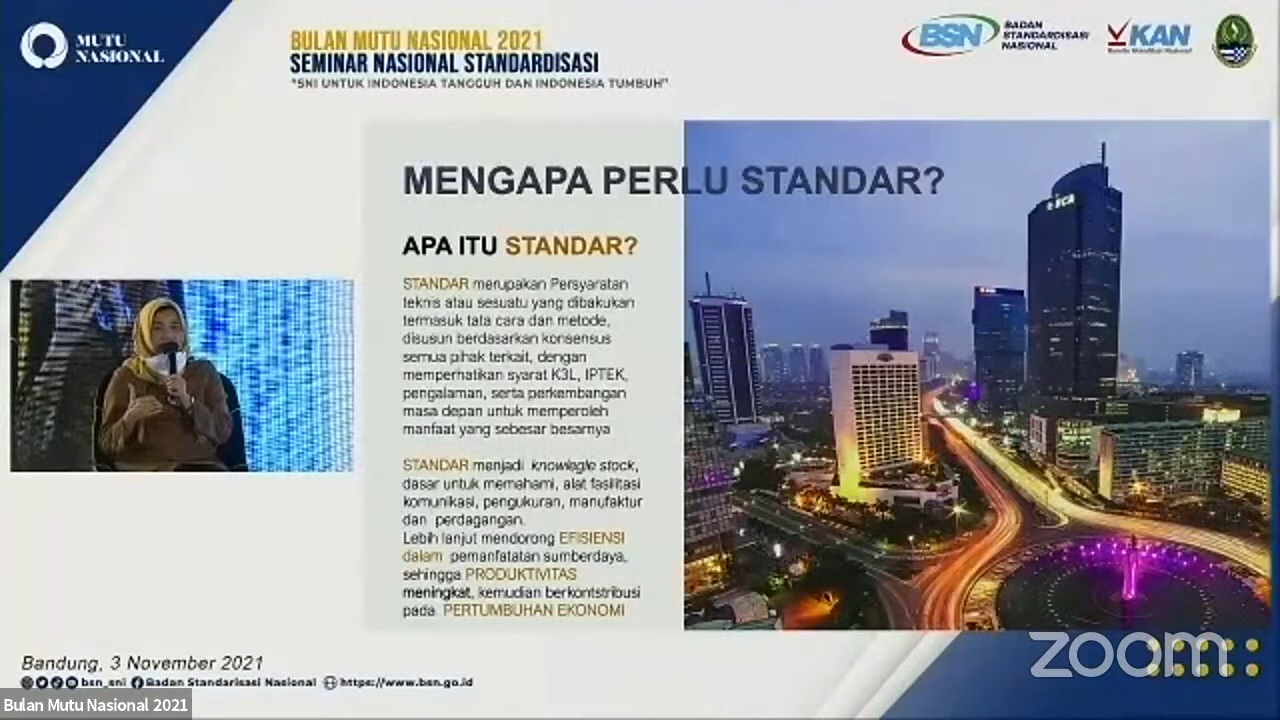 MUTU
NASIONAL
BULAN MUTU NASIONAL 2021
SEMINAR NASIONAL STANDARDISASI
"SNI UNTUK INDONESIA TANGGUH DAN INDONESIA TUMBUH"
BSN
BADAN
STANDARDISASI
NASIONAL
KAN
Komite Akreditasi Nasional
MENGAPA PERLU STANDAR?
APA ITU STANDAR?
STANDAR merupakan Persyaratan
teknis atau sesuatu yang dibakukan
termasuk tata cara dan metode,
disusun berdasarkan konsensus
semua pihak terkait, dengan
memperhatikan syarat K3L, IPTEK,
pengalaman, serta perkembangan
masa depan untuk memperoleh
manfaat yang sebesar besarnya
STANDAR menjadi knowlegle stock,
dasar untuk memahami, alat fasilitasi
komunikasi, pengukuran, manufaktur
dan perdagangan.
Lebih lanjut mendorong EFISIENSI
dalam pemanfatatan sumberdaya,
sehingga PRODUKTIVITAS
meningkat, kemudian berkontstribusi
pada PERTUMBUHAN EKONOMI
BCA
zoom
Bandung, 3 November 2021
bsn_sni Badan Standarisasi Nasional https://www.bsn.go.id
Bulan Mutu Nasional 2021